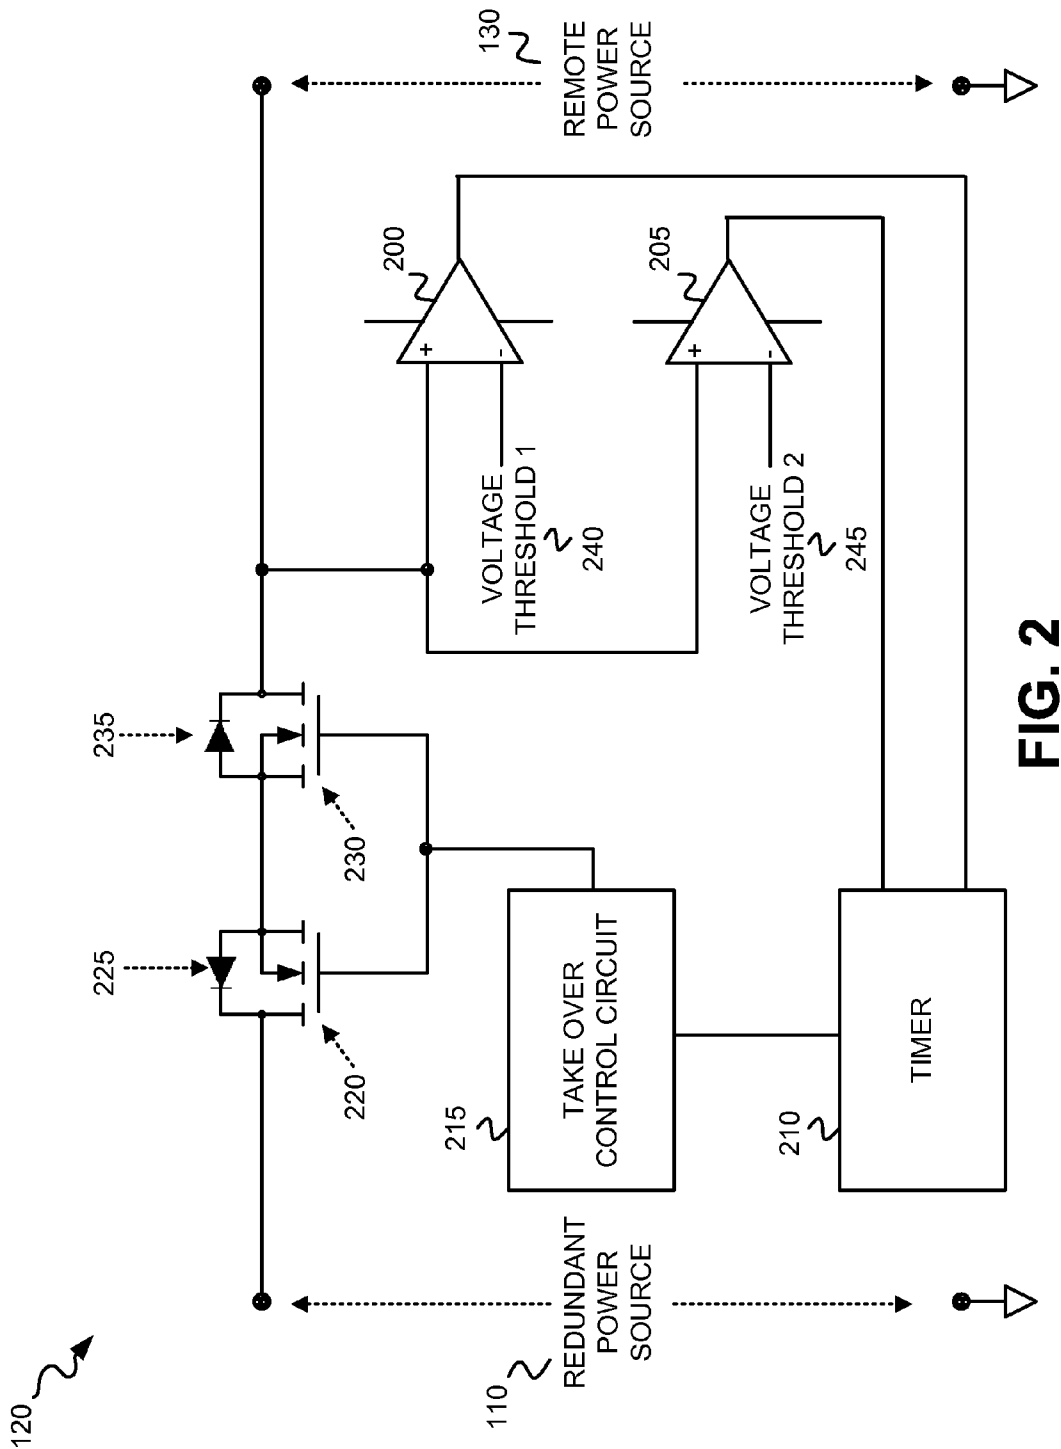 120
110
REDUNDANT
POWER
SOURCE
225
220
235
230
215
TAKE OVER
CONTROL CIRCUIT
210
TIMER
200
+
-
VOLTAGE
THRESHOLD 1
240
205
+
-
VOLTAGE
THRESHOLD 2
245
130
REMOTE
POWER
SOURCE
FIG. 2